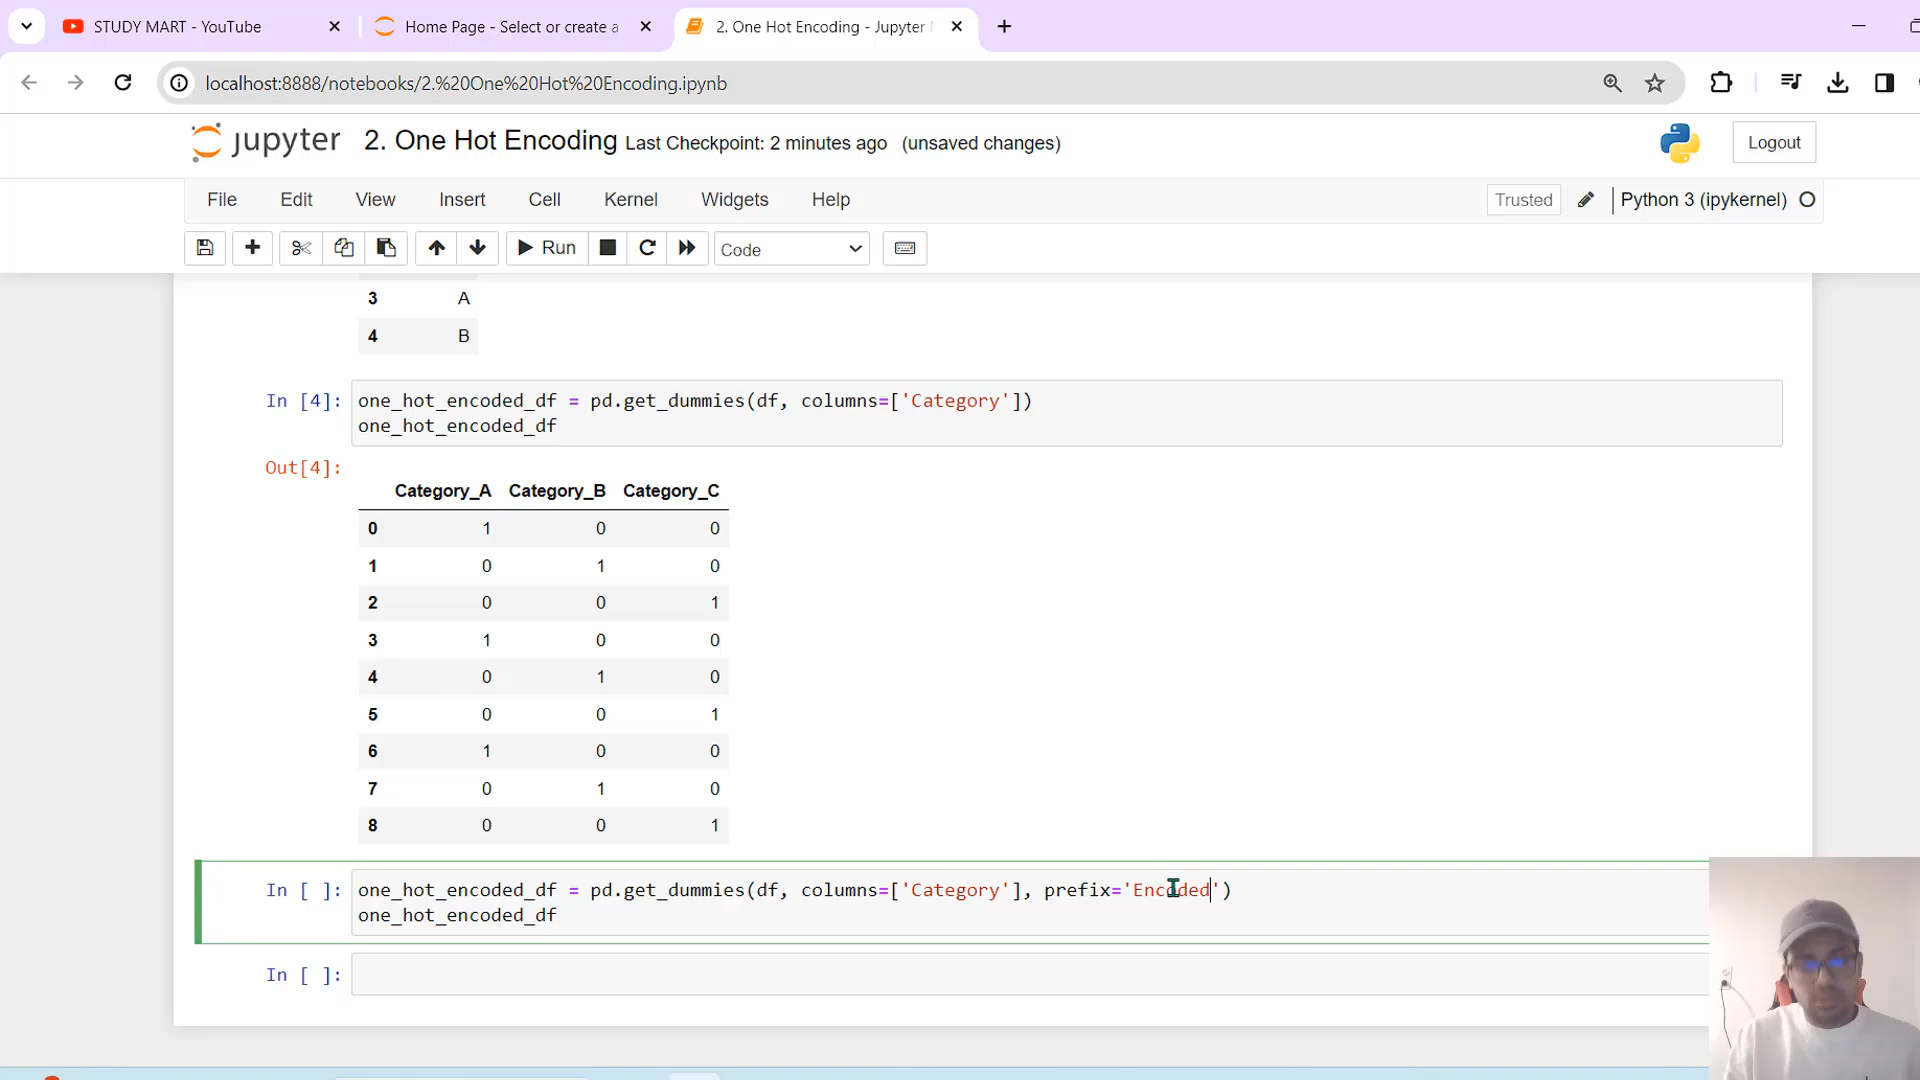 STUDY MART - YouTube
Home Page - Select or create a
2. One Hot Encoding - Jupyter
localhost:8888/notebooks/2.%20One%20Hot%20Encoding.ipynb
jupyter 2. One Hot Encoding Last Checkpoint: 2 minutes ago (unsaved changes)
Logout
File Edit View Insert Cell Kernel Widgets Help
Trusted Python 3 (ipykernel)
Run Code
3 A
4 B
In [4]: one_hot_encoded_df = pd.get_dummies(df, columns=['Category'])
one_hot_encoded_df
Out[4]:
Category_A Category_B Category_C
0 1 0 0
1 0 1 0
2 0 0 1
3 1 0 0
4 0 1 0
5 0 0 1
6 1 0 0
7 0 1 0
8 0 0 1
In [ ]: one_hot_encoded_df = pd.get_dummies(df, columns=['Category'], prefix='Encoded')
one_hot_encoded_df
In [ ]: